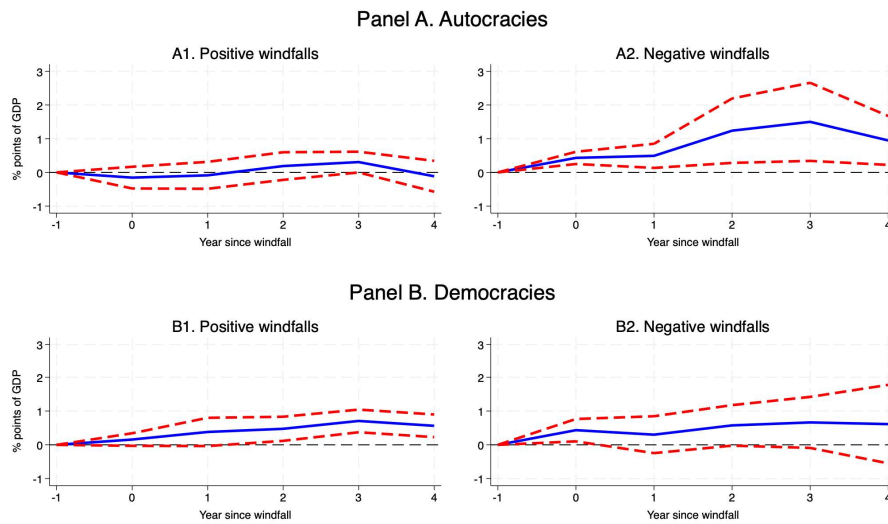 Panel A. Autocracies
A1. Positive windfalls
A2. Negative windfalls
% points of GDP
3
2
1
0
-1
-1 0 1 2 3 4
Year since windfall
3
2
1
0
-1
-1 0 1 2 3 4
Year since windfall
Panel B. Democracies
B1. Positive windfalls
B2. Negative windfalls
% points of GDP
3
2
1
0
-1
-1 0 1 2 3 4
Year since windfall
3
2
1
0
-1
-1 0 1 2 3 4
Year since windfall